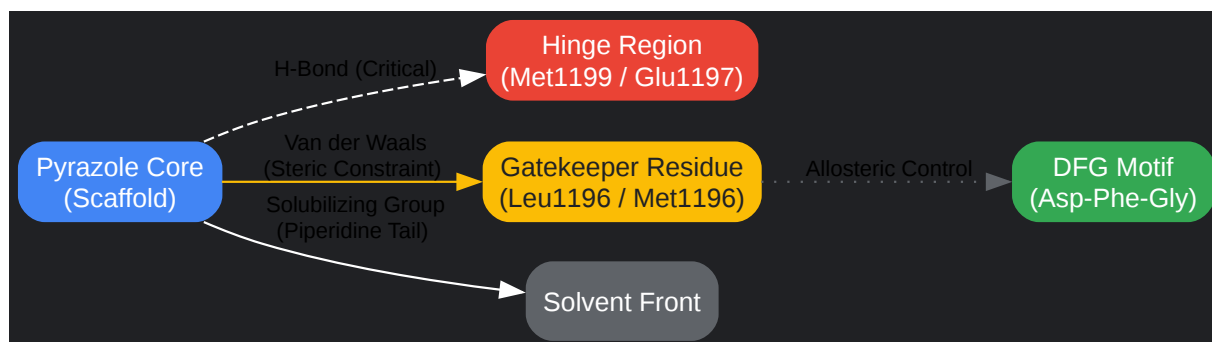 Hinge Region
(Met1199 / Glu1197)
H-Bond (Critical)
Pyrazole Core
(Scaffold)
Van der Waals
(Steric Constraint)
Gatekeeper Residue
(Leu1196 / Met1196)
Allosteric Control
DFG Motif
(Asp-Phe-Gly)
Solubilizing Group
(Piperidine Tail)
Solvent Front